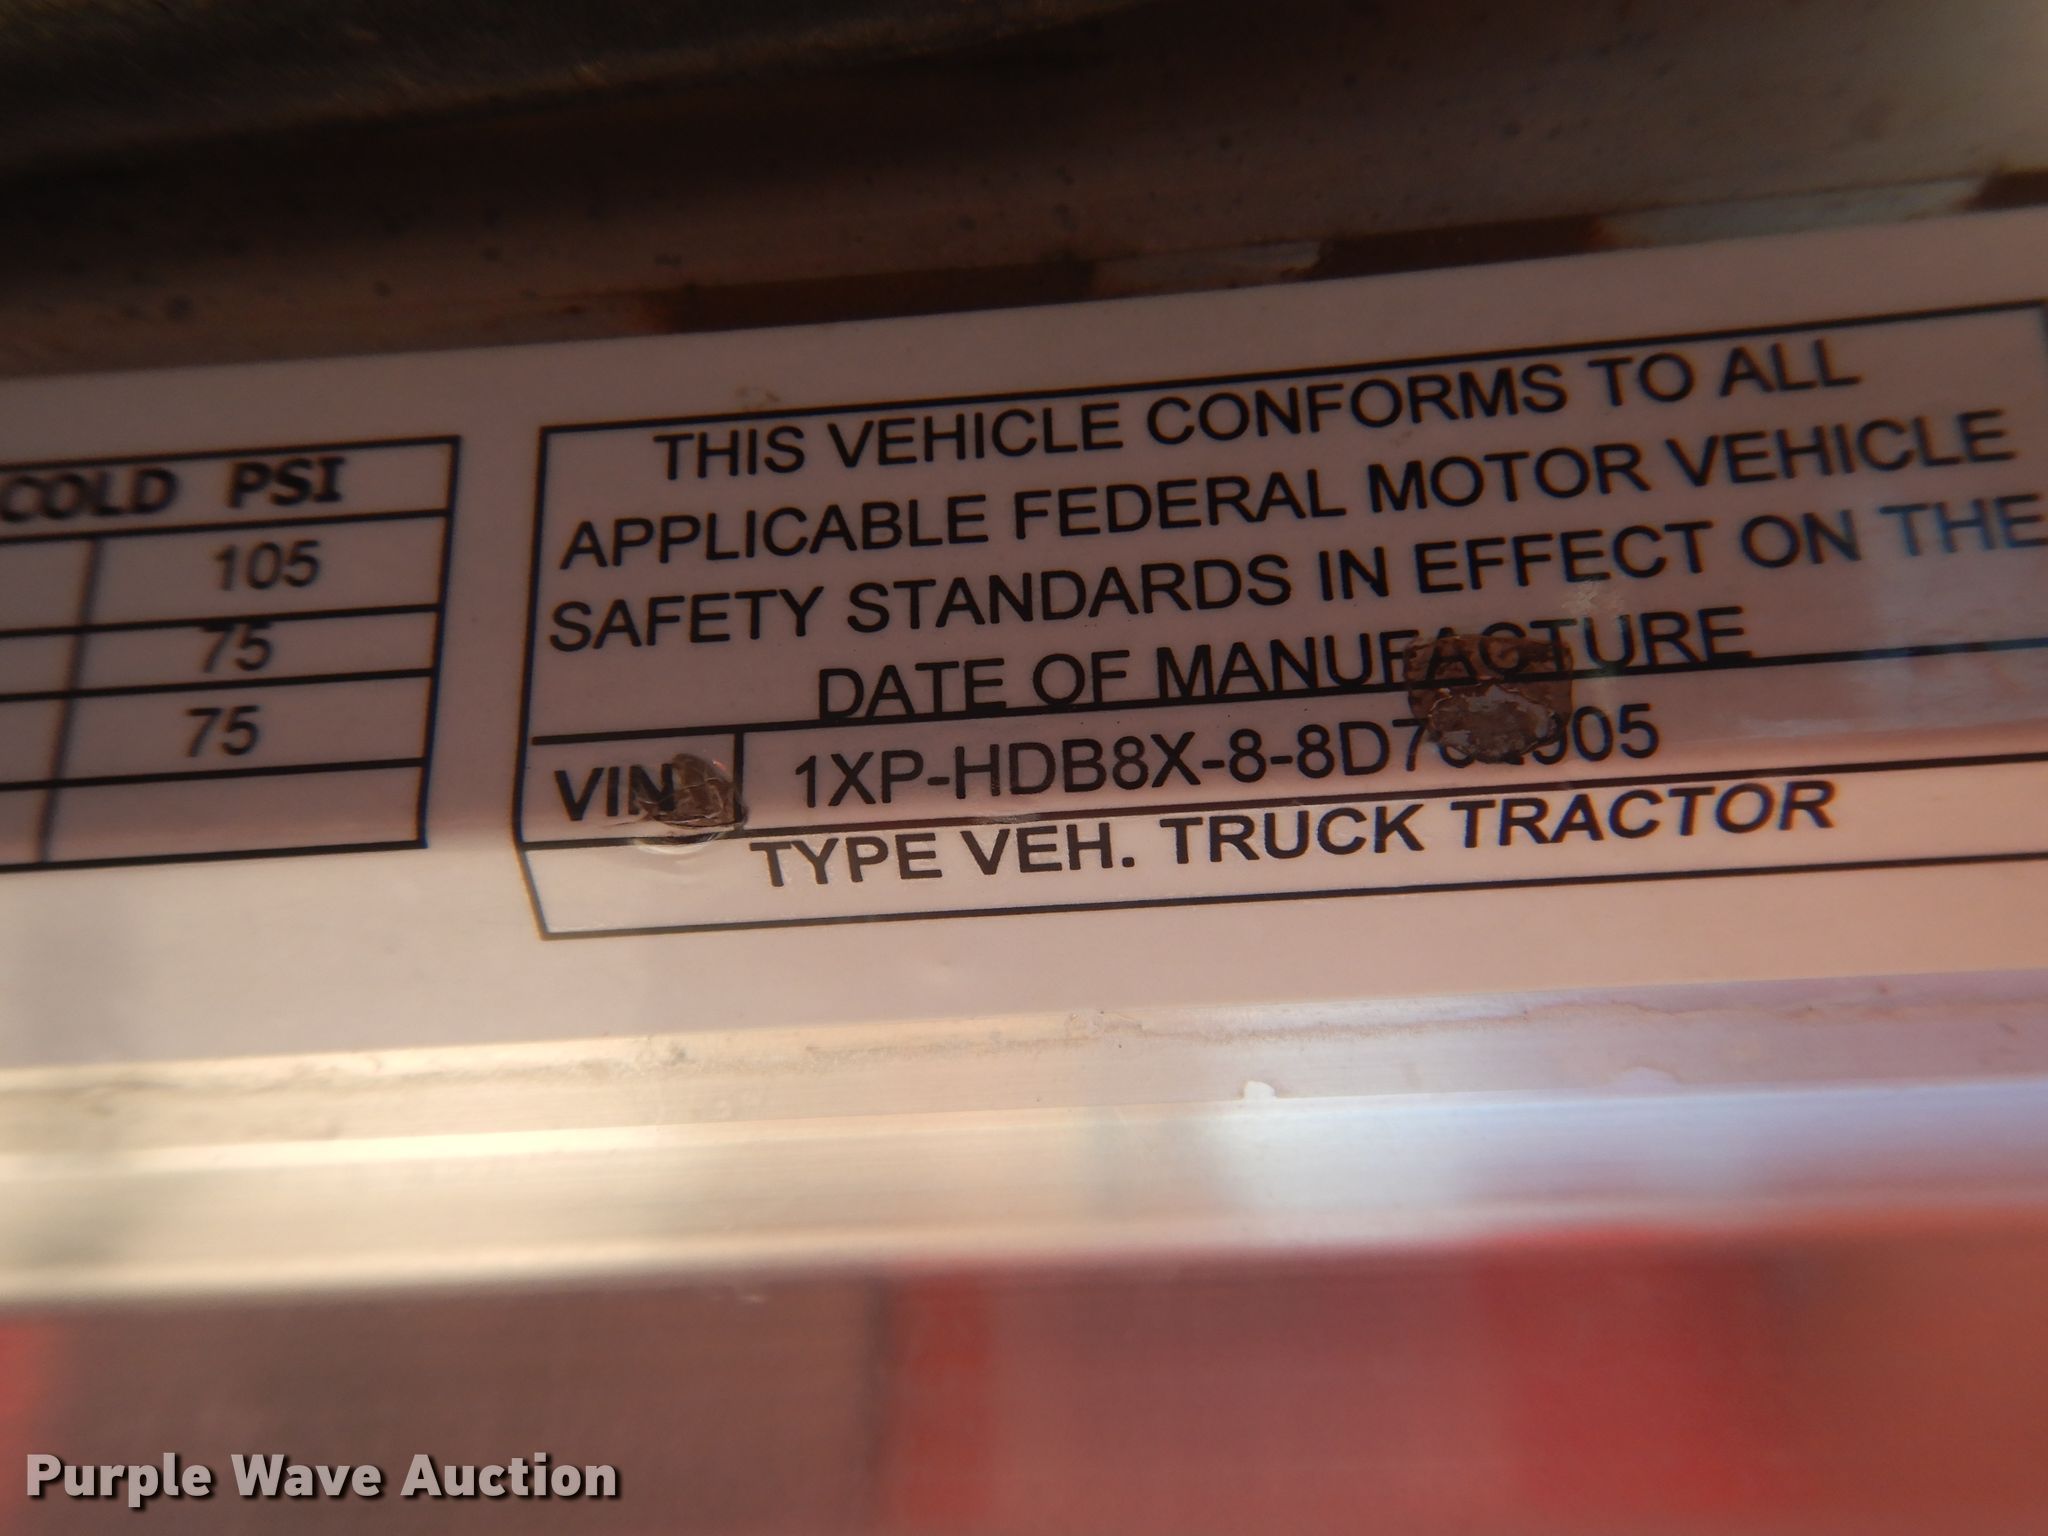 COLD PSI
105
75
75
THIS VEHICLE CONFORMS TO ALL
APPLICABLE FEDERAL MOTOR VEHICLE
SAFETY STANDARDS IN EFFECT ON THE
DATE OF MANUFACTURE
VIN
TYPE VEH. TRUCK TRACTOR
Purple Wave Auction